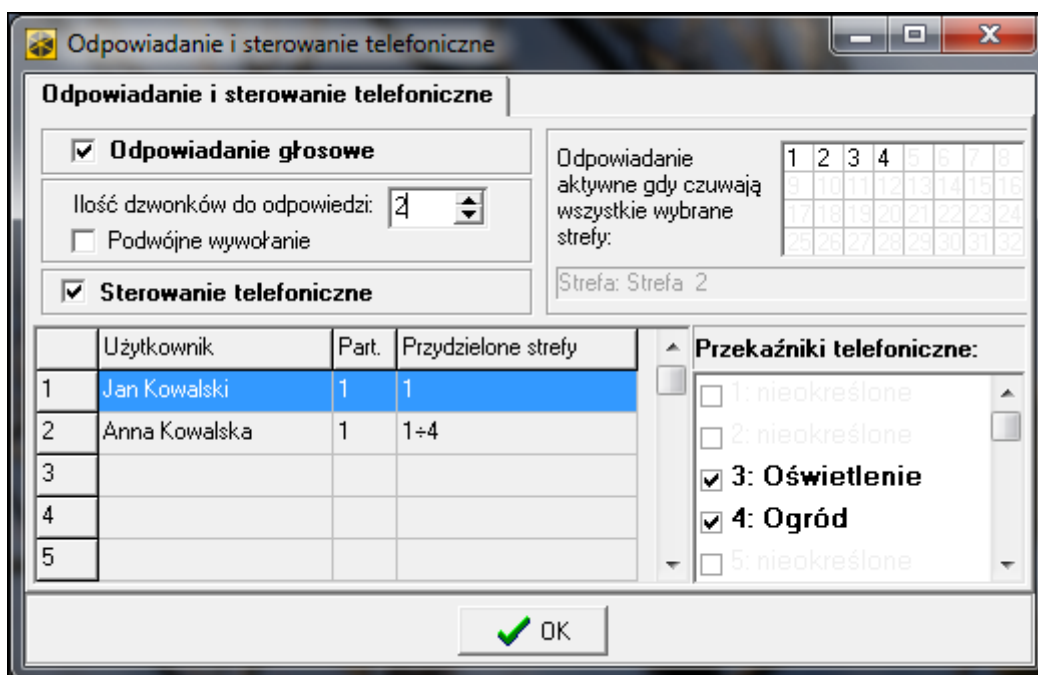 Odpowiadanie i sterowanie telefoniczne
Odpowiadanie i sterowanie telefoniczne
Odpowiadanie głosowe
Ilość dzwonków do odpowiedzi: 2
Podwójne wywołanie
Sterowanie telefoniczne
Odpowiadanie
aktywne gdy czuwają
wszystkie wybrane
strefy:
1 2 3 4 5 6 7 8
9 10 11 12 13 14 15 16
17 18 19 20 21 22 23 24
25 26 27 28 29 30 31 32
Strefa: Strefa 2
Użytkownik Part. Przydzielone strefy
1 Jan Kowalski 1 1
2 Anna Kowalska 1 1÷4
3
4
5
Przekaźniki telefoniczne:
1: nieokreślone
2: nieokreślone
3: Oświetlenie
4: Ogród
5: nieokreślone
OK